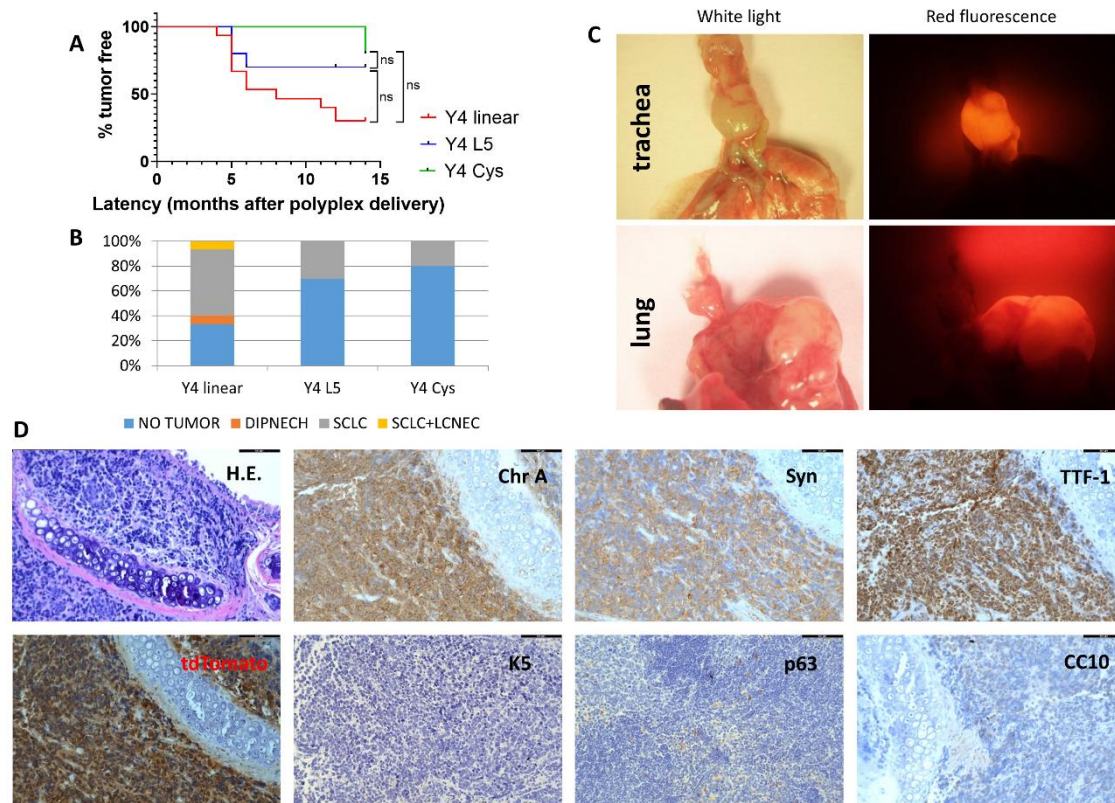 A
% tumor free
100
50
0
0
5
10
15
ns
ns
ns
Y4 linear
Y4 L5
Y4 Cys
Latency (months after polyplex delivery)
B
100%
80%
60%
40%
20%
0%
Y4 linear
Y4 L5
Y4 Cys
NO TUMOR
DIPNECH
SCLC
SCLC+LCNEC
C
White light
Red fluorescence
trachea
lung
D
H.E.
Chr A
Syn
TTF-1
tdTomato
K5
p63
CC10